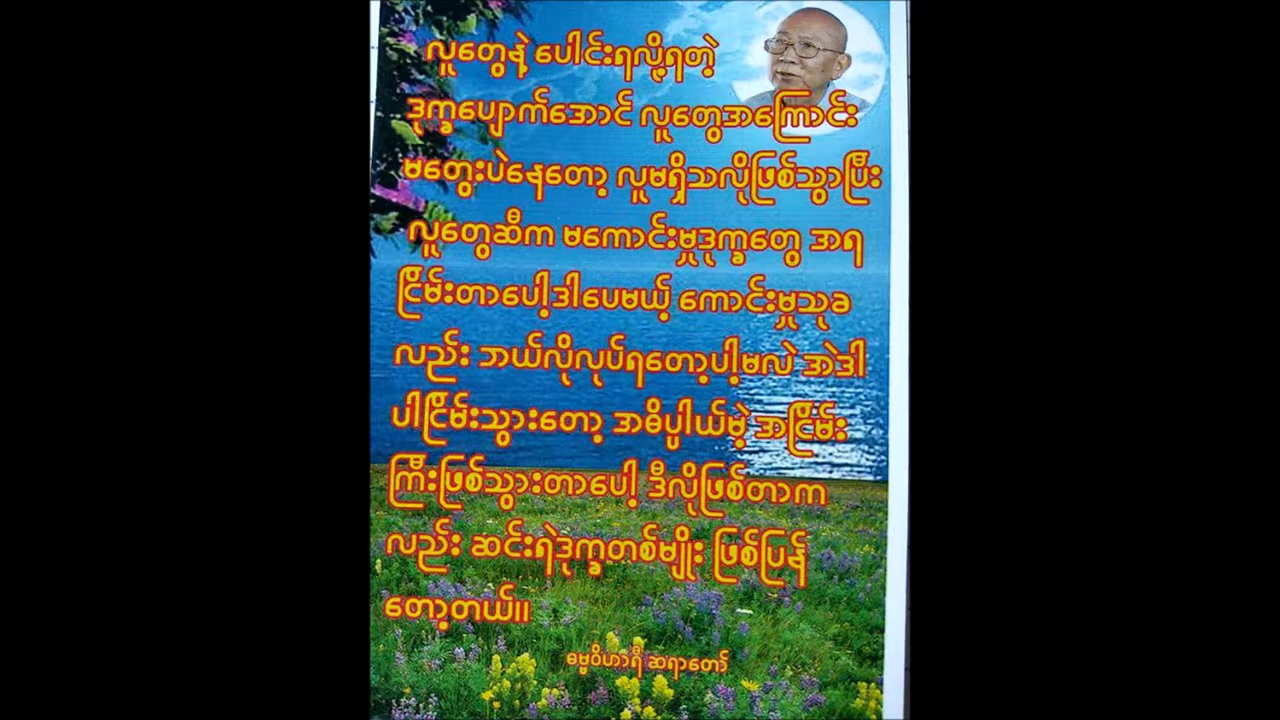 လူတွေနဲ့ ပေါင်းရလို့ရတဲ့
ဒုက္ခပျောက်အောင် လူတွေအကြောင်း
မတွေးပဲနေတော့ လူမရှိသလိုဖြစ်သွာပြီး
လူတွေဆီက မကောင်းမှုဒုက္ခတွေ အရ
ငြိမ်းတာပေါ့ဒါပေမယ့် ကောင်းမှုသုခ
လည်း ဘယ်လိုလုပ်ရတော့ပါ့မလဲ အဲဒါ
ပါငြိမ်းသွားတော့ အဓိပ္ပါယ်မဲ့ အငြိမ်း
ကြီးဖြစ်သွားတာပေါ့ ဒီလိုဖြစ်တာက
လည်း ဆင်းရဲဒုက္ခတစ်မျိုး ဖြစ်ပြန်
တော့တယ်။
ဓမ္မဝိဟာရီ ဆရာတော်